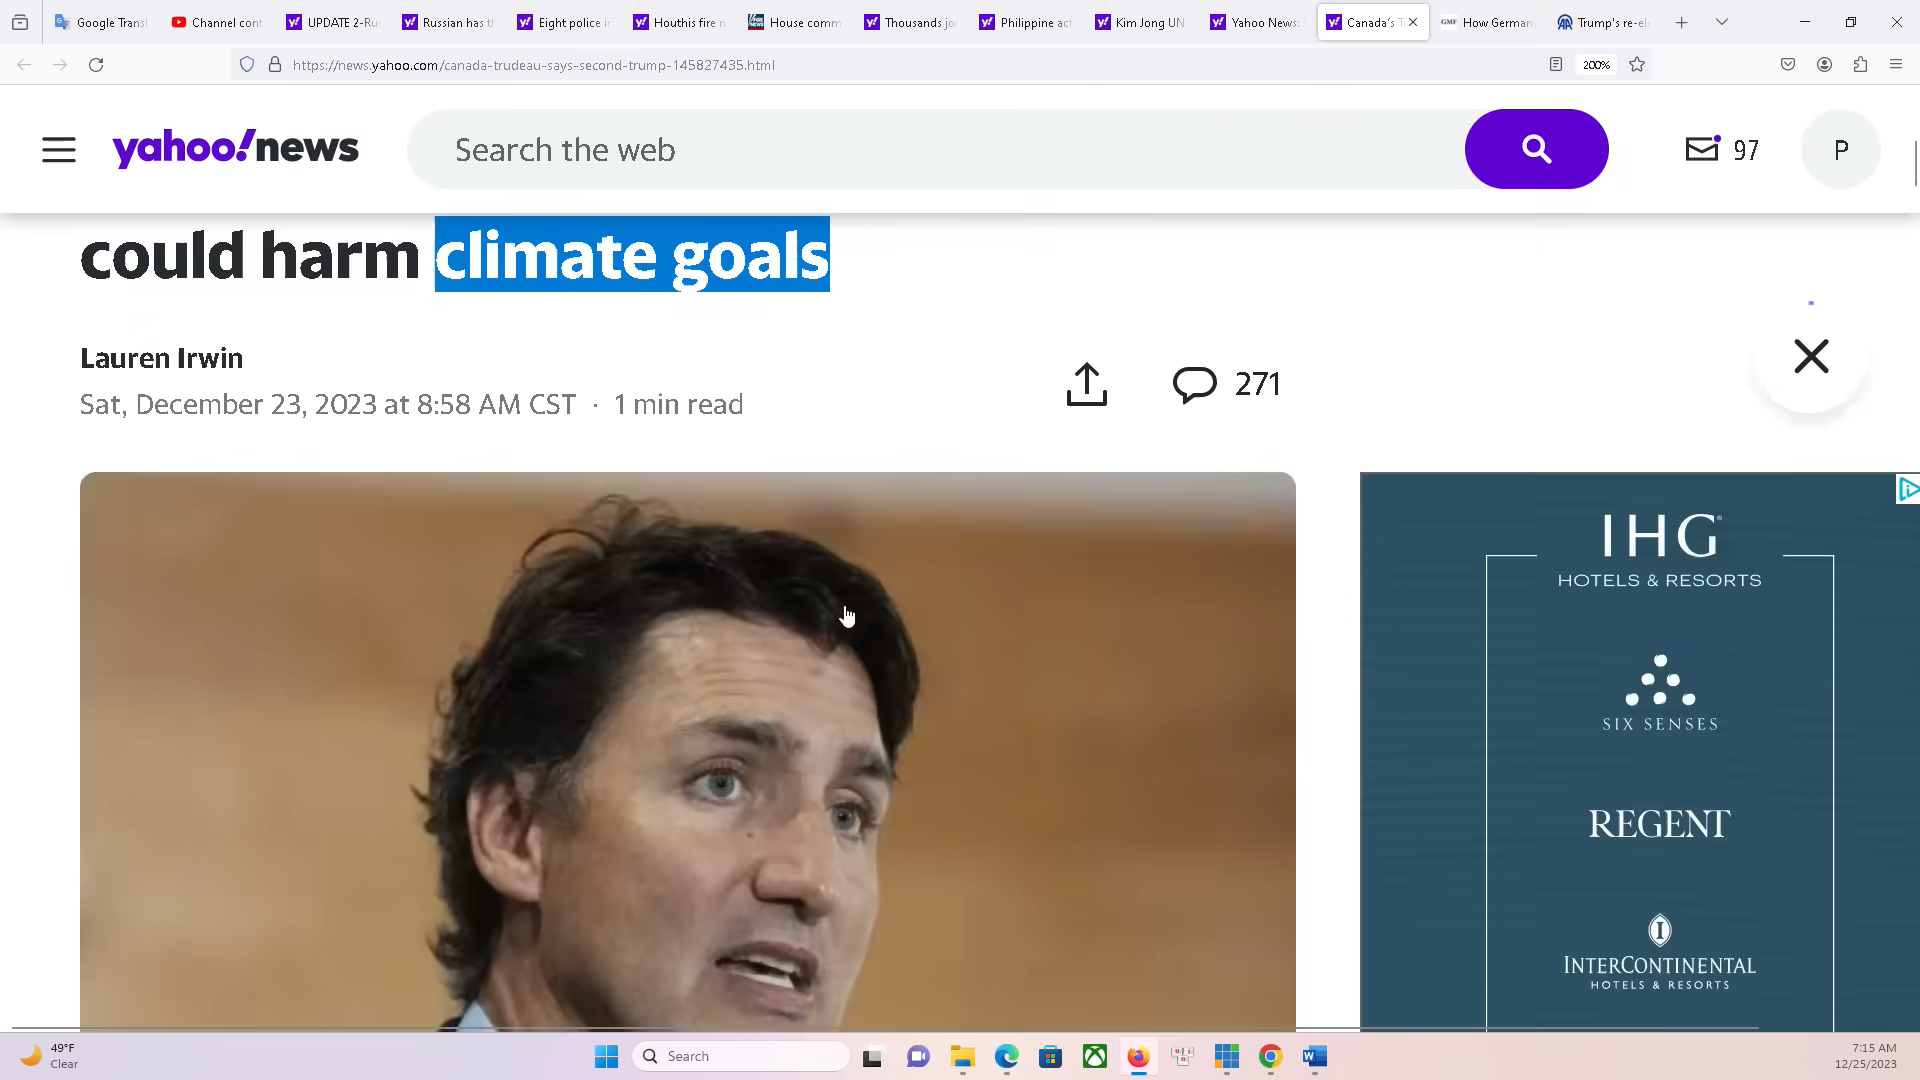 Google Transl
Channel cont
UPDATE 2-Ru
Russian has t
Eight police i
Houthis fire m
House comm
Thousands jo
Philippine act
Kim Jong UN
Yahoo News:
Canada's T
GMF How German
Trump's re-el
https://news.yahoo.com/canada-trudeau-says-second-trump-145827435.html
200%
yahoo!news
Search the web
97
P
could harm climate goals
Lauren Irwin
Sat, December 23, 2023 at 8:58 AM CST · 1 min read
271
IHG
HOTELS & RESORTS
SIX SENSES
REGENT
INTERCONTINENTAL
HOTELS & RESORTS
49°F
Clear
Search
7:15 AM
12/25/2023